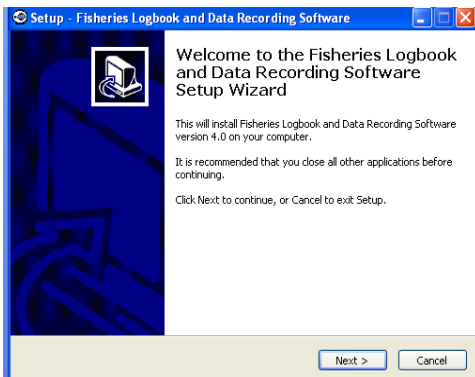 Setup - Fisheries Logbook and Data Recording Software
Welcome to the Fisheries Logbook
and Data Recording Software
Setup Wizard
This will install Fisheries Logbook and Data Recording Software
version 4.0 on your computer.
It is recommended that you close all other applications before
continuing.
Click Next to continue, or Cancel to exit Setup.
Next >
Cancel